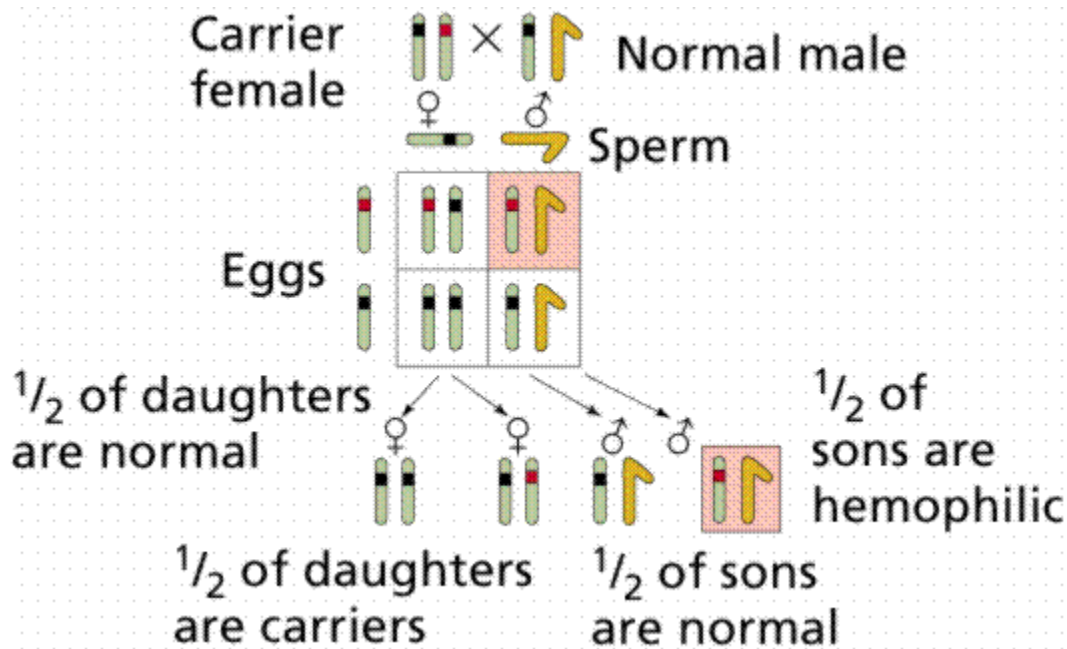 Carrier
female
×
Normal male
♀ ♂
Sperm
Eggs
1/2 of daughters
are normal
♀ ♀ ♂ ♂
1/2 of
sons are
hemophilic
1/2 of daughters
are carriers
1/2 of sons
are normal